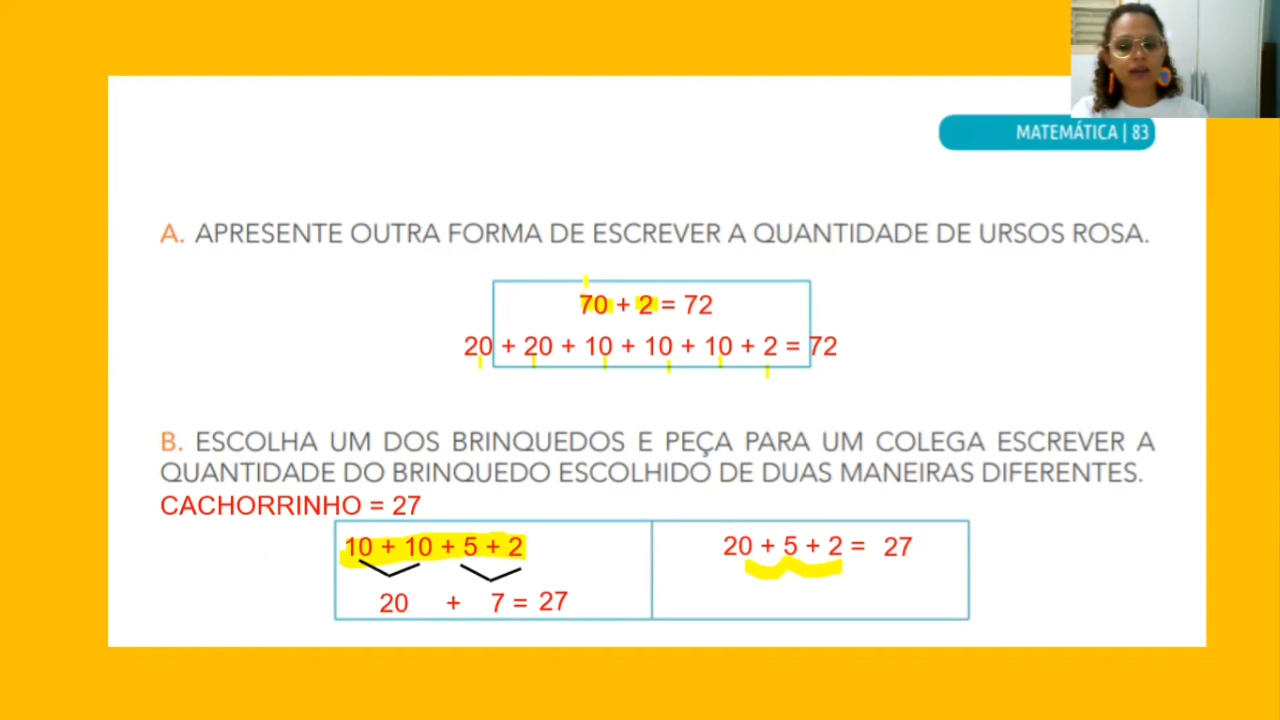 MATEMÁTICA | 83
A. APRESENTE OUTRA FORMA DE ESCREVER A QUANTIDADE DE URSOS ROSA.
70 + 2 = 72
20 + 20 + 10 + 10 + 10 + 2 = 72
B. ESCOLHA UM DOS BRINQUEDOS E PEÇA PARA UM COLEGA ESCREVER A
QUANTIDADE DO BRINQUEDO ESCOLHIDO DE DUAS MANEIRAS DIFERENTES.
CACHORRINHO = 27
10 + 10 + 5 + 2
20 + 7 = 27
20 + 5 + 2 = 27